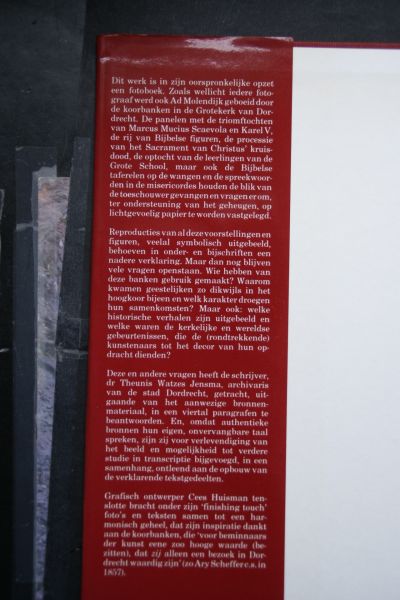 Dit werk is in zijn oorspronkelijke opzet
een fotoboek. Zoals wellicht iedere foto-
graaf werd ook Ad Molendijk geboeid door
de koorbanken in de Grotekerk van Dor-
drecht. De panelen met de triomftochten
van Marcus Mucius Scaevola en Karel V,
de rij van Bijbelse figuren, de processie
van het Sacrament van Christus' kruis-
dood, de optocht van de leerlingen van de
Grote School, maar ook de Bijbelse
taferelen op de wangen en de spreekwoor-
den in de misericordes houden de blik van
de toeschouwer gevangen en vragen er om,
ter ondersteuning van het geheugen, op
lichtgevoelig papier te worden vastgelegd.
Reproducties van al deze voorstellingen en
figuren, veelal symbolisch uitgebeeld,
behoeven in onder- en bijschriften een
nadere verklaring. Maar dan nog blijven
vele vragen openstaan. Wie hebben van
deze banken gebruik gemaakt? Waarom
kwamen geestelijken zo dikwijls in het
hoogkoor bijeen en welk karakter droegen
hun samenkomsten? Maar ook: welke
historische verhalen zijn uitgebeeld en
welke waren de kerkelijke en wereldse
gebeurtenissen, die de (rondtrekkende)
kunstenaars tot het decor van hun op-
dracht dienden?
Deze en andere vragen heeft de schrijver,
dr Theunis Watzes Jensma, archivaris
van de stad Dordrecht, getracht, uit-
gaande van het aanwezige bronnen-
materiaal, in een viertal paragrafen te
beantwoorden. En, omdat authentieke
bronnen hun eigen, onvervangbare taal
spreken, zijn zij voor verlevendiging van
het beeld en mogelijkheid tot verdere
studie in transcriptie bijgevoegd, in een
samenhang, ontleend aan de opbouw van
de verklarende tekstgedeelten.
Grafisch ontwerper Cees Huisman ten-
slotte bracht onder zijn 'finishing touch'
foto's en teksten samen tot een har-
monisch geheel, dat zijn inspiratie dankt
aan de koorbanken, die 'voor beminnaars
der kunst eene zoo hooge waarde (be-
zitten), dat zij alleen een bezoek in Dor-
drecht waardig zijn' (zo Ary Scheffer c.s. in
1857).